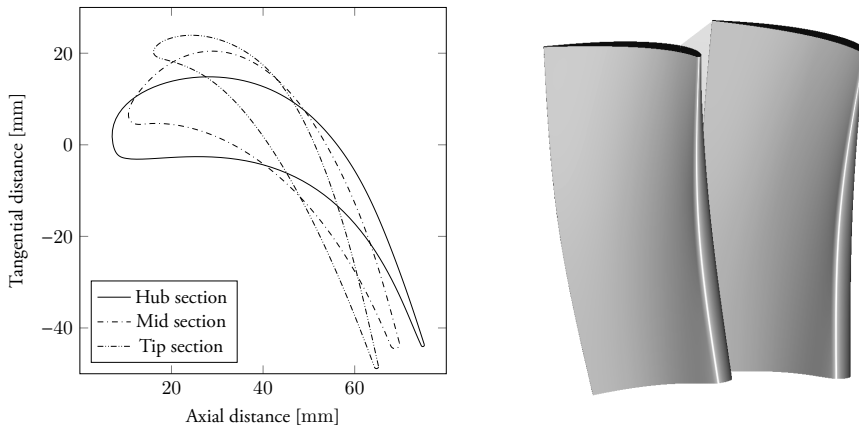 20
0
−20
−40
Tangential distance [mm]
Hub section
Mid section
Tip section
20 40 60
Axial distance [mm]